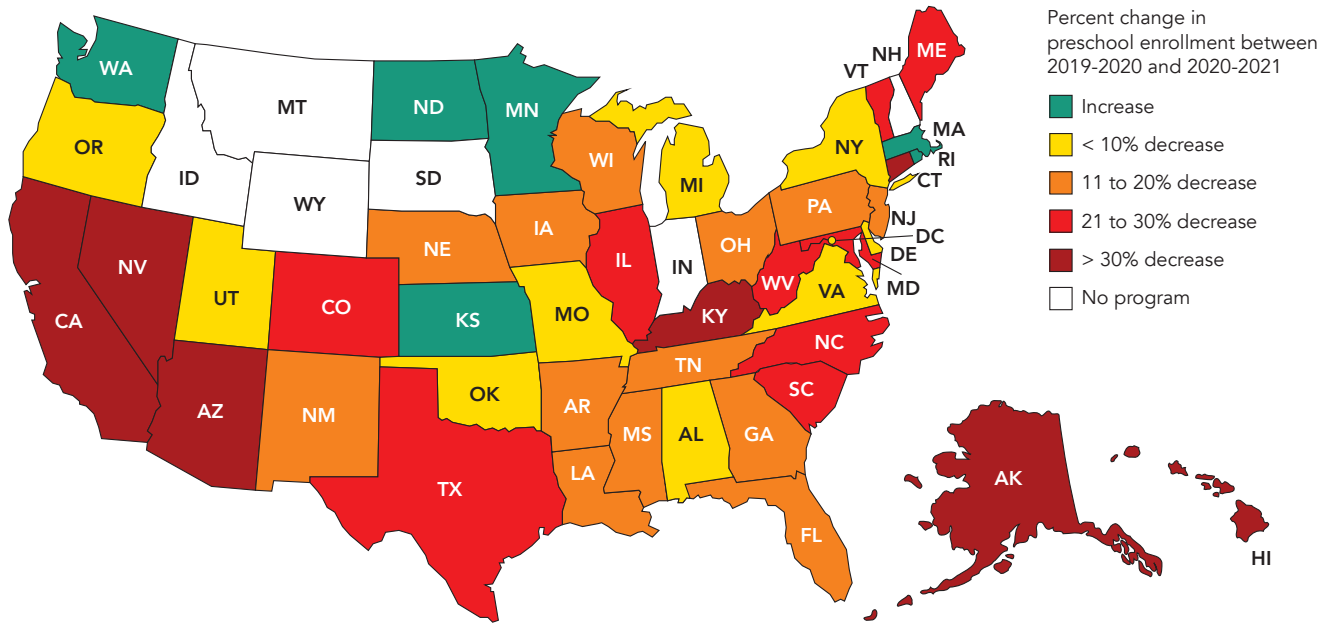 Percent change in
preschool enrollment between
2019-2020 and 2020-2021
Increase
< 10% decrease
11 to 20% decrease
21 to 30% decrease
> 30% decrease
No program
WA
MT
ND
MN
OR
ID
WY
SD
WI
MI
NY
VT
NH
ME
MA
RI
CT
NV
UT
CO
NE
IA
IL
IN
OH
PA
NJ
DC
DE
MD
CA
KS
MO
KY
WV
VA
AZ
NM
OK
AR
TN
NC
SC
TX
LA
MS
AL
GA
FL
AK
HI